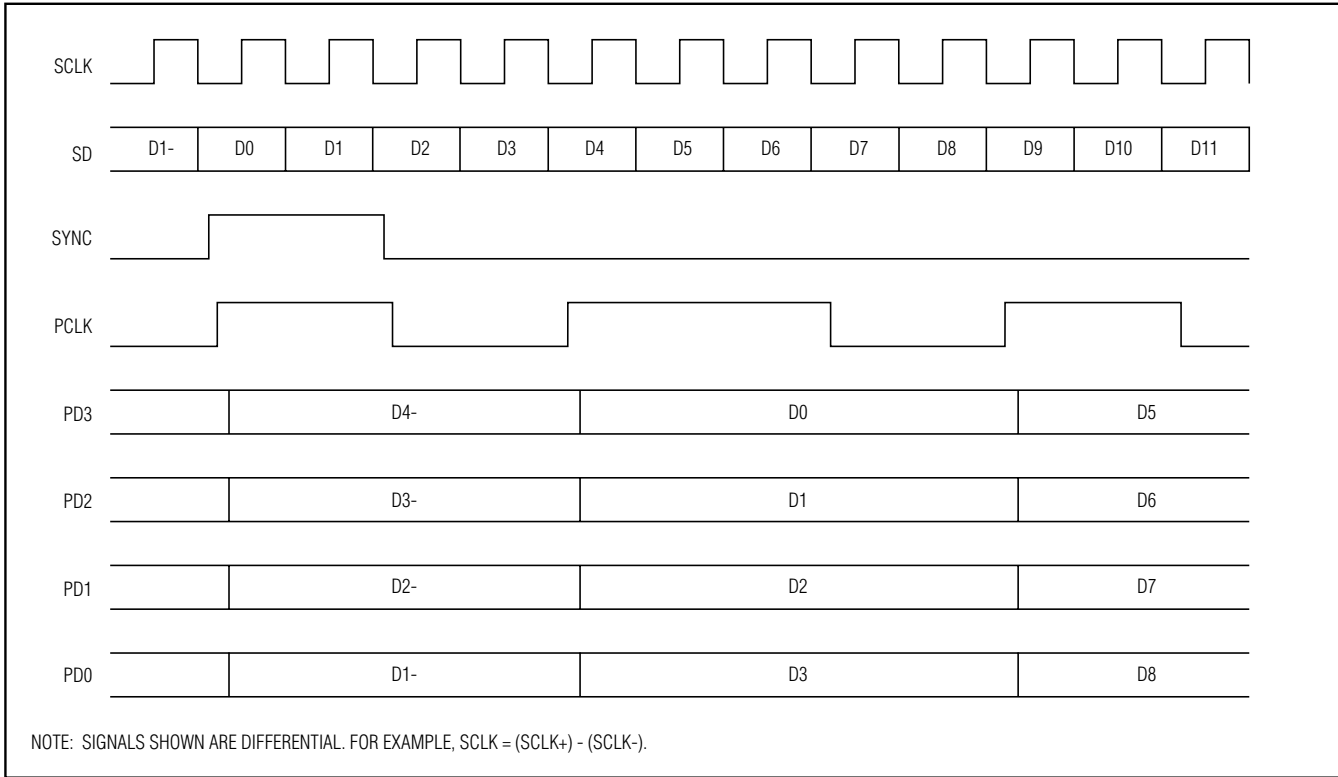 SCLK
SD D1- D0 D1 D2 D3 D4 D5 D6 D7 D8 D9 D10 D11
SYNC
PCLK
PD3 D4- D0 D5
PD2 D3- D1 D6
PD1 D2- D2 D7
PD0 D1- D3 D8
NOTE: SIGNALS SHOWN ARE DIFFERENTIAL. FOR EXAMPLE, SCLK = (SCLK+) - (SCLK-).